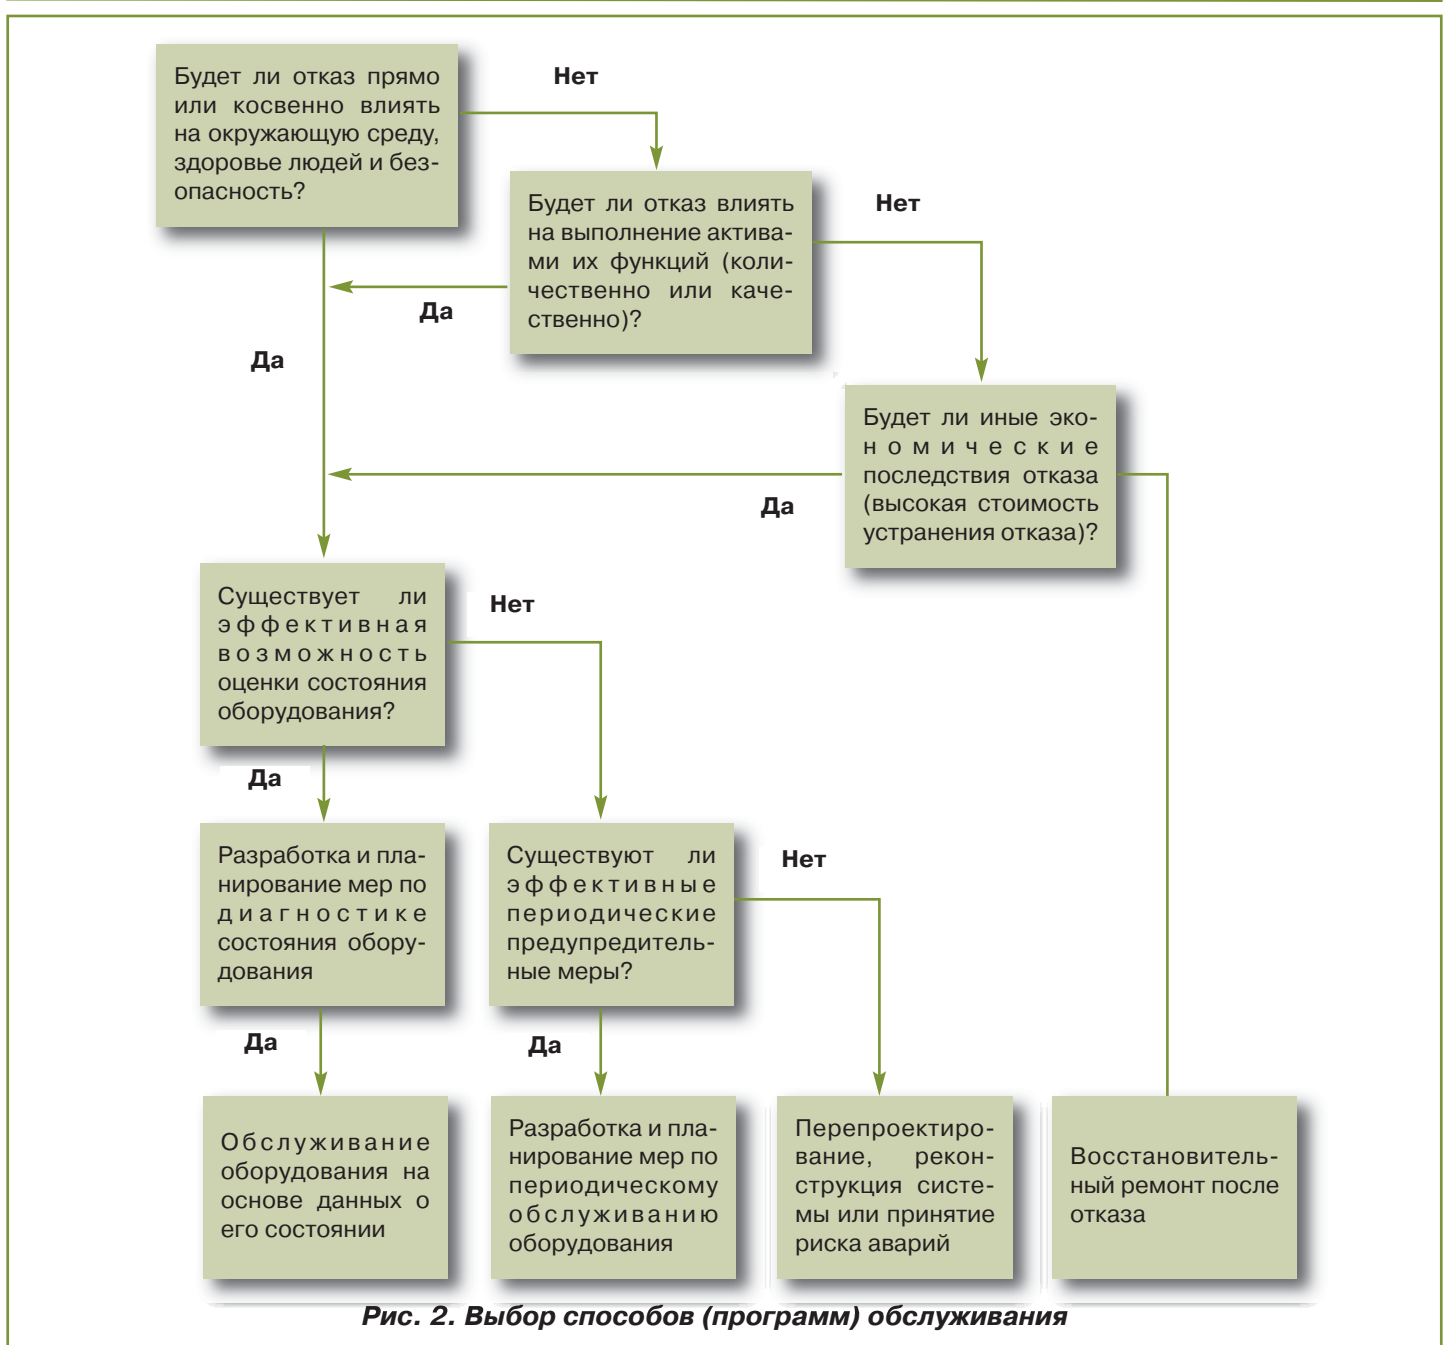 Будет ли отказ прямо
или косвенно влиять
на окружающую среду,
здоровье людей и без-
опасность?
Нет
Будет ли отказ влиять
на выполнение актива-
ми их функций (коли-
чественно или каче-
ственно)?
Нет
Да
Да
Будет ли иные эко-
номические
последствия отказа
(высокая стоимость
устранения отказа)?
Да
Существует ли
эффективная
возможность
оценки состояния
оборудования?
Нет
Да
Разработка и пла-
нирование мер по
диагностике
состояния обору-
дования
Существуют ли
эффективные
периодические
предупредитель-
ные меры?
Нет
Да
Да
Обслуживание
оборудования на
основе данных о
его состоянии
Разработка и пла-
нирование мер по
периодическому
обслуживанию
оборудования
Перепроектиро-
вание, рекон-
струкция систе-
мы или принятие
риска аварий
Восстановитель-
ный ремонт после
отказа
Рис. 2. Выбор способов (программ) обслуживания